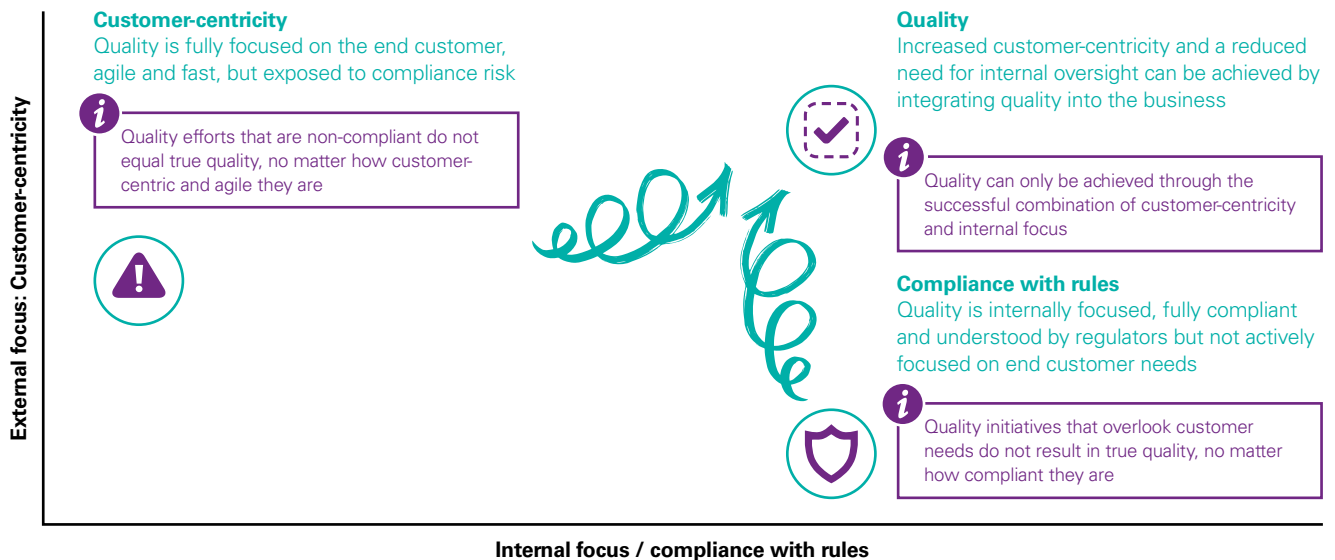 Customer-centricity
Quality is fully focused on the end customer,
agile and fast, but exposed to compliance risk
i
Quality efforts that are non-compliant do not
equal true quality, no matter how customer-
centric and agile they are
Quality
Increased customer-centricity and a reduced
need for internal oversight can be achieved by
integrating quality into the business
i
Quality can only be achieved through the
successful combination of customer-centricity
and internal focus
Compliance with rules
Quality is internally focused, fully compliant
and understood by regulators but not actively
focused on end customer needs
i
Quality initiatives that overlook customer
needs do not result in true quality, no matter
how compliant they are
External focus: Customer-centricity
Internal focus / compliance with rules